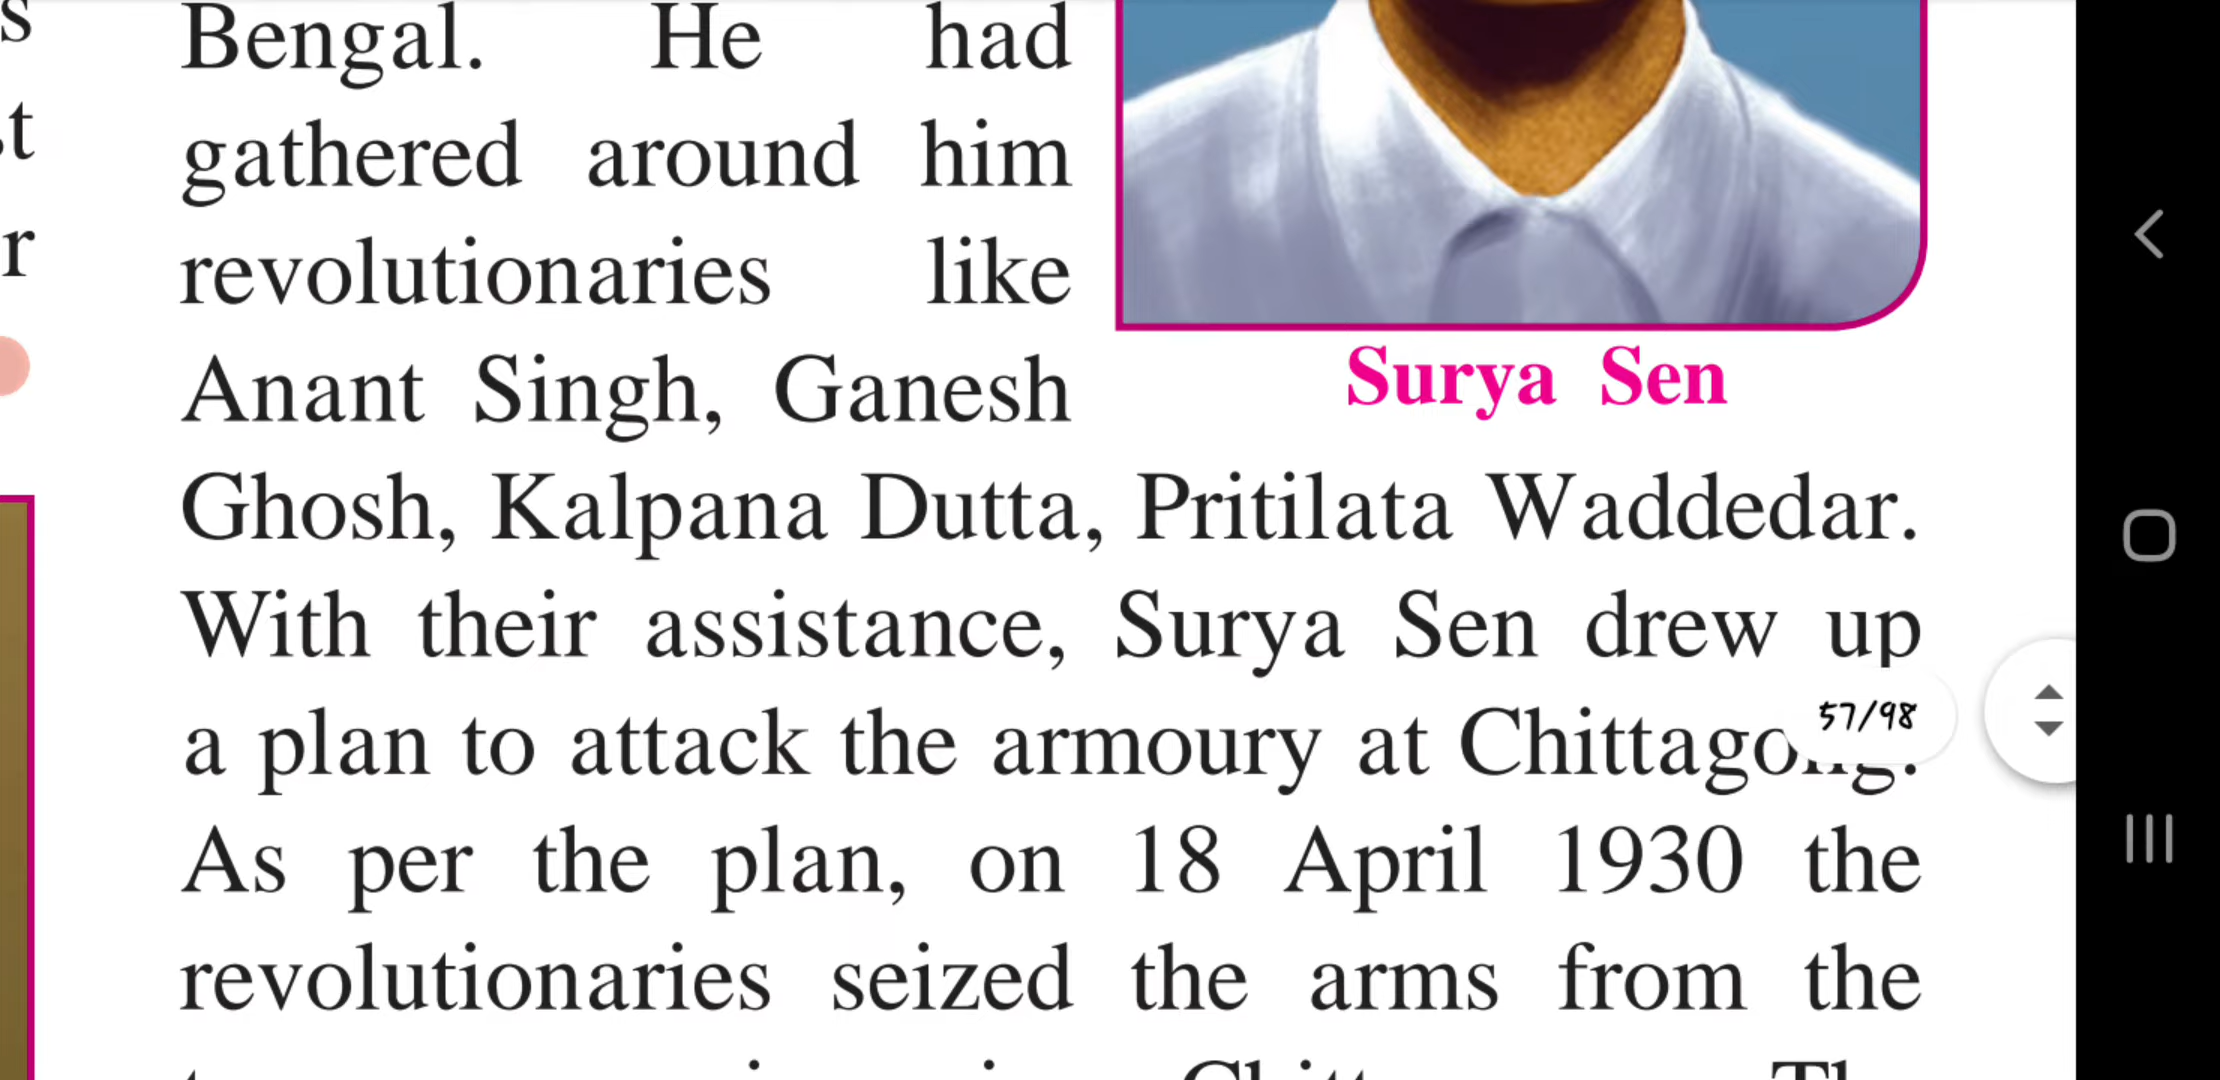 s
t
r
Bengal. He had
gathered around him
revolutionaries like
Anant Singh, Ganesh
Surya Sen
Ghosh, Kalpana Dutta, Pritilata Waddedar.
With their assistance, Surya Sen drew up
a plan to attack the armoury at Chittagong.
57/98
As per the plan, on 18 April 1930 the
revolutionaries seized the arms from the